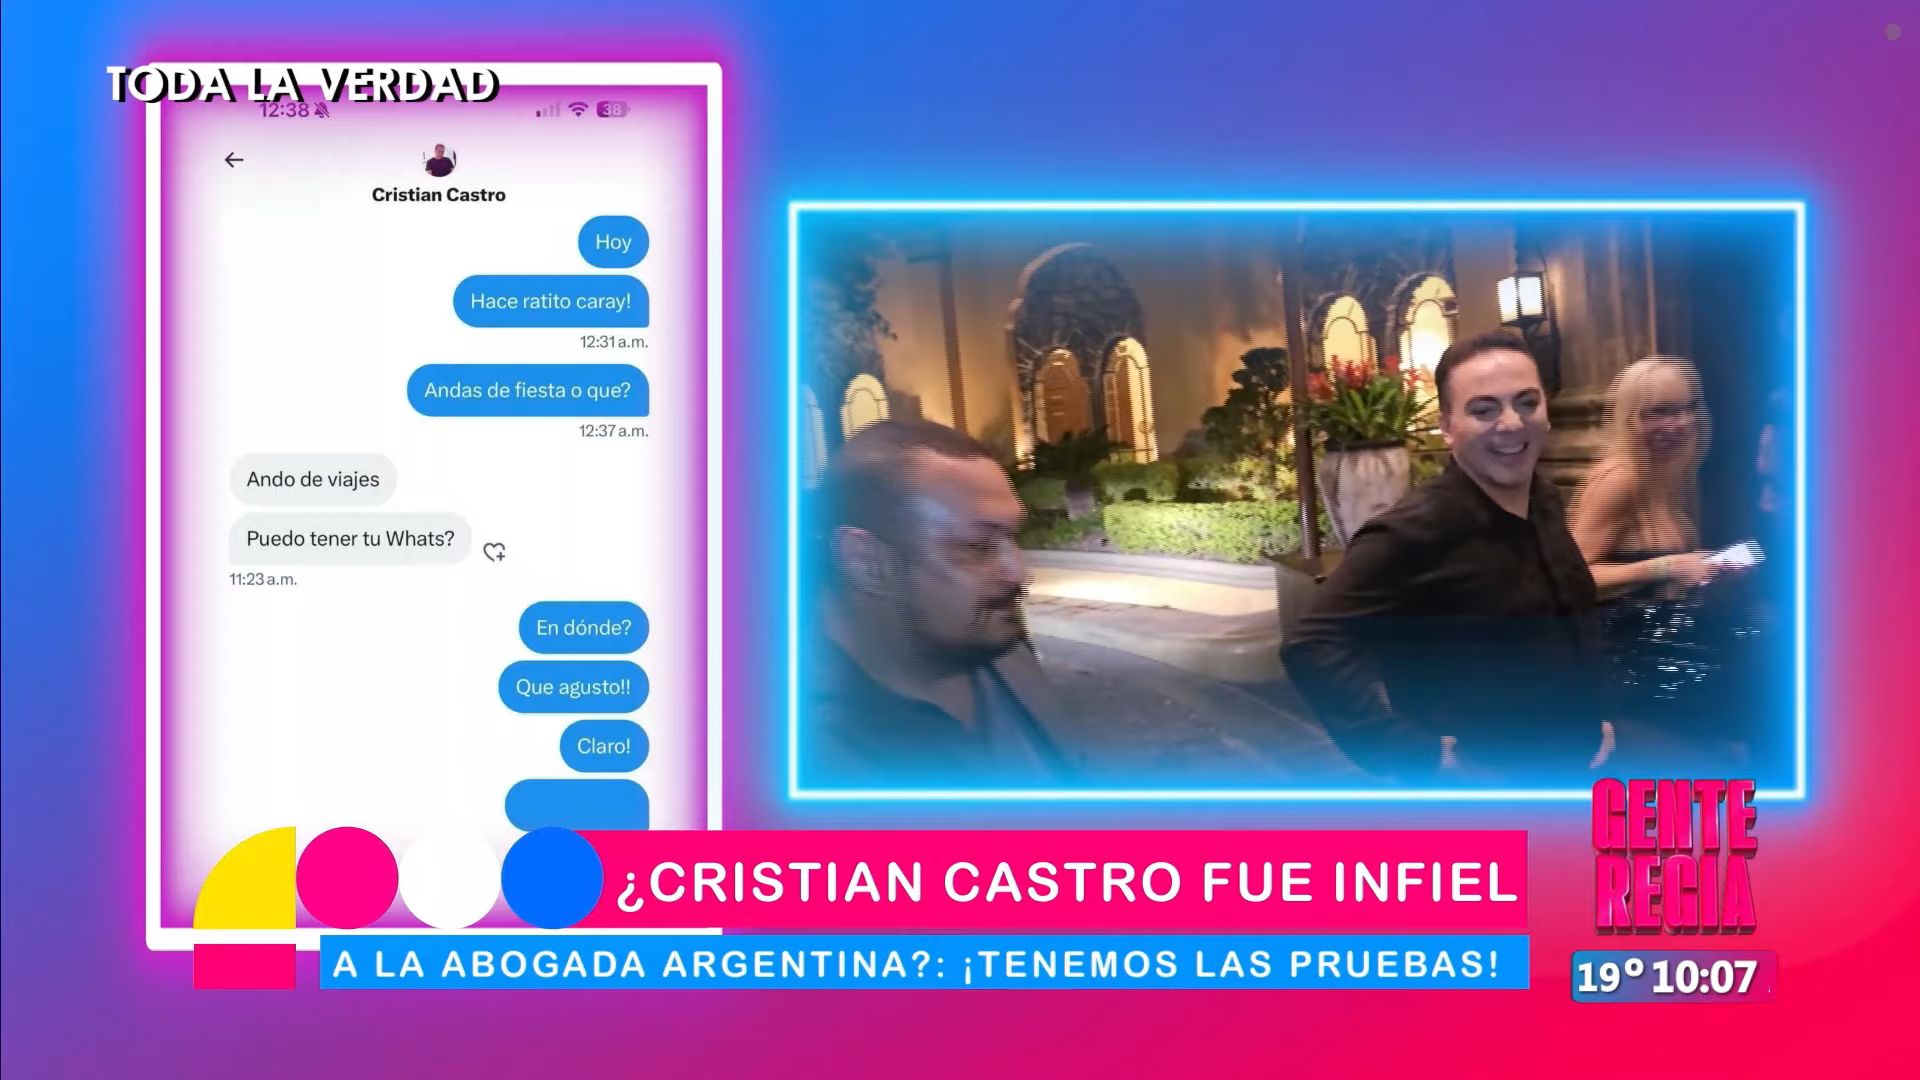 TODA LA VERDAD
12:38
38
Cristian Castro
Hoy
Hace ratito caray!
12:31 a.m.
Andas de fiesta o que?
12:37 a.m.
Ando de viajes
Puedo tener tu Whats?
11:23 a.m.
En dónde?
Que agusto!!
Claro!
¿CRISTIAN CASTRO FUE INFIEL
A LA ABOGADA ARGENTINA?: ¡TENEMOS LAS PRUEBAS!
GENTE
REGIA
19° 10:07